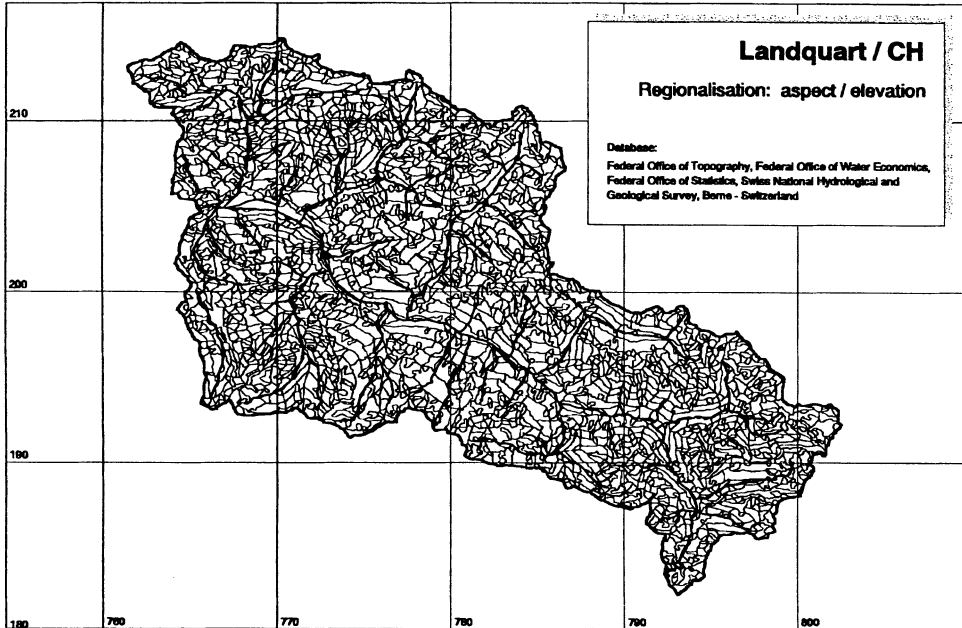 Landquart / CH
Regionalisation: aspect / elevation
Database:
Federal Office of Topography, Federal Office of Water Economics,
Federal Office of Statistics, Swiss National Hydrological and
Geological Survey, Berne - Switzerland
210
200
190
180
760
770
780
790
800